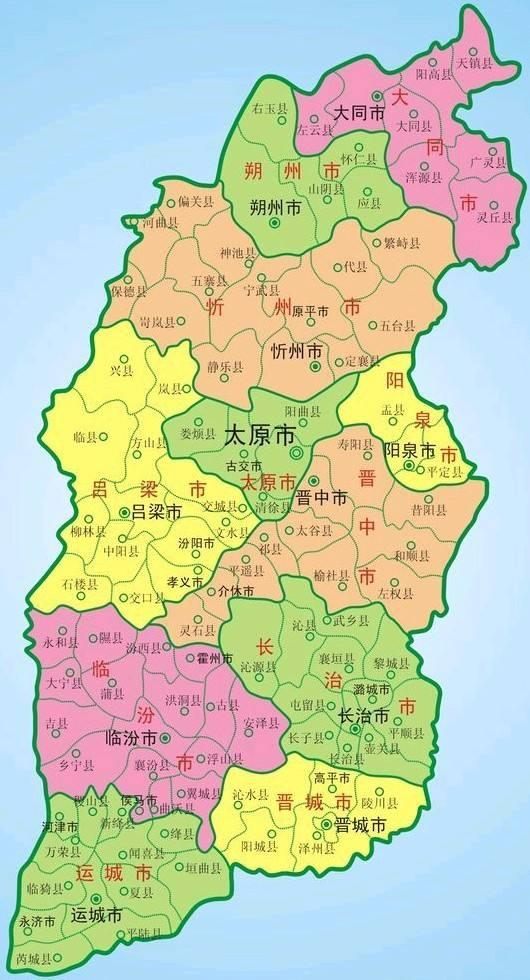 天镇县
阳高县
大
大同市
右玉县
左云县
大同县
同
怀仁县
广灵县
朔州市
浑源县
山阴县
应县
偏关县
市
朔州市
灵丘县
河曲县
繁峙县
神池县
代县
五寨县
保德县
宁武县
忻州市
原平市
岢岚县
五台县
忻州市
定襄县
兴县
静乐县
岚县
阳
阳曲县
盂县
泉
娄烦县
太原市
临县
方山县
寿阳县
阳泉市
市
古交市
平定县
太原市
晋
吕梁市
晋中市
昔阳县
交城县
清徐县
吕梁市
中
柳林县
文水县
太谷县
汾阳市
中阳县
祁县
和顺县
平遥县
孝义市
榆社县
市
石楼县
介休市
左权县
交口县
灵石县
沁县
武乡县
永和县
隰县
汾西县
长
霍州市
襄垣县
黎城县
临
沁源县
大宁县
治
潞城市
蒲县
洪洞县
古县
屯留县
市
汾
长治市
吉县
安泽县
平顺县
临汾市
长子县
壶关县
市
浮山县
长治县
乡宁县
襄汾县
高平市
翼城县
稷山县
侯马市
沁水县
晋城市
陵川县
曲沃县
河津市
新绛县
晋城市
绛县
万荣县
阳城县
泽州县
闻喜县
运城市
垣曲县
临猗县
夏县
运城市
永济市
平陆县
芮城县